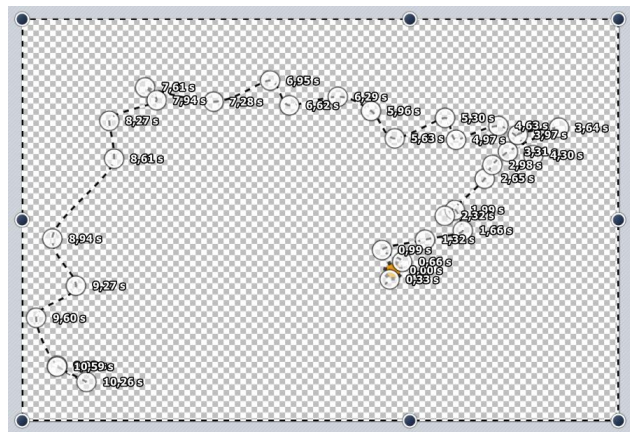 6,95 s
7,61 s
7,94 s
7,28 s
6,62 s
6,29 s
5,96 s
8,27 s
5,30 s
4,63 s
3,64 s
3,97 s
5,63 s
4,97 s
3,31 s
4,30 s
8,61 s
2,98 s
2,65 s
1,99 s
2,32 s
1,66 s
8,94 s
1,32 s
0,99 s
0,66 s
0,00 s
0,33 s
9,27 s
9,60 s
10,59 s
10,26 s